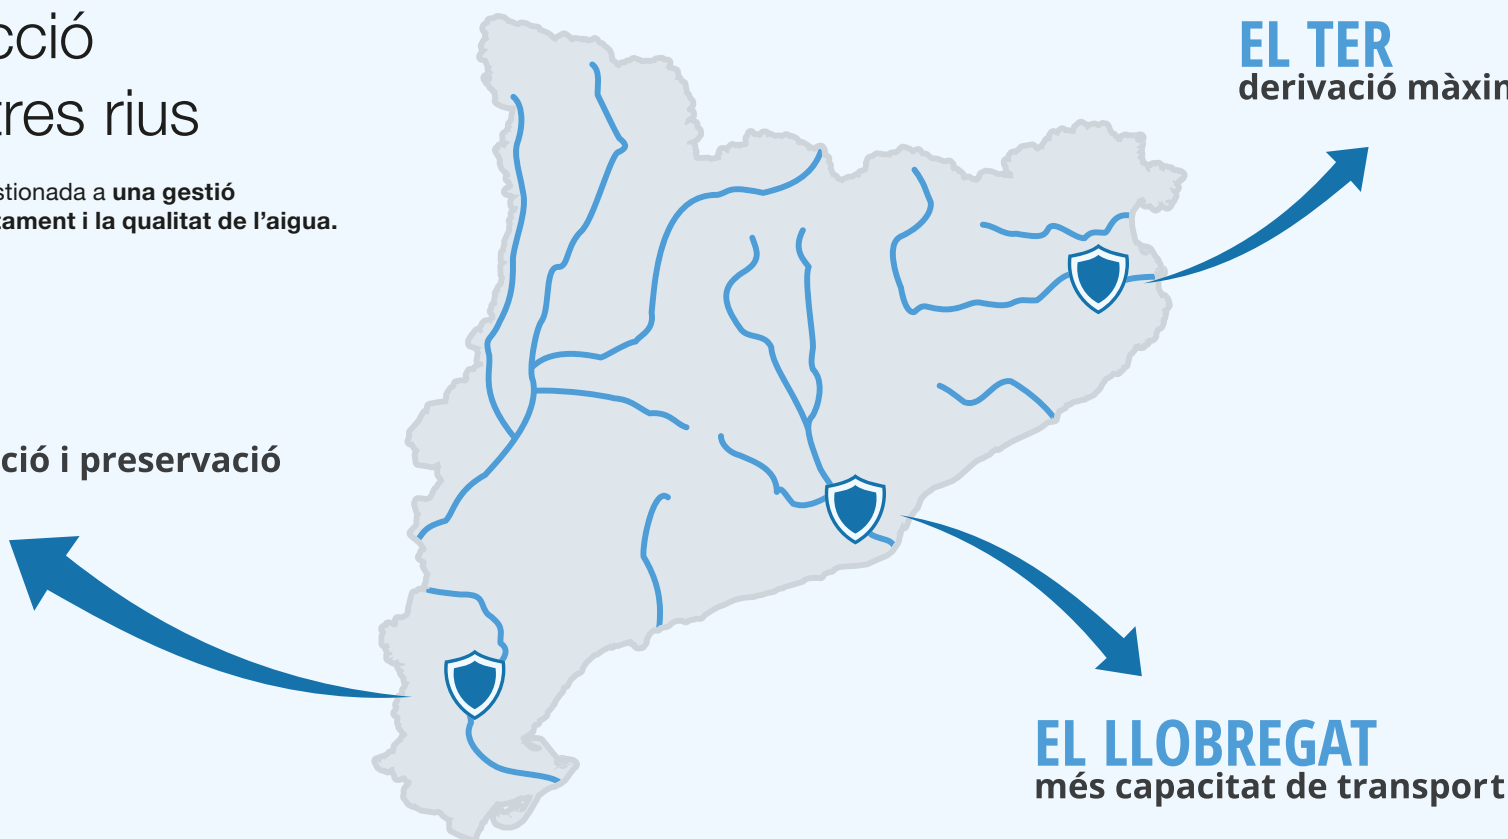 cció
tres rius
stionada a una gestió
tament i la qualitat de l'aigua.
EL TER
derivació màxin
ció i preservació
EL LLOBREGAT
més capacitat de transport